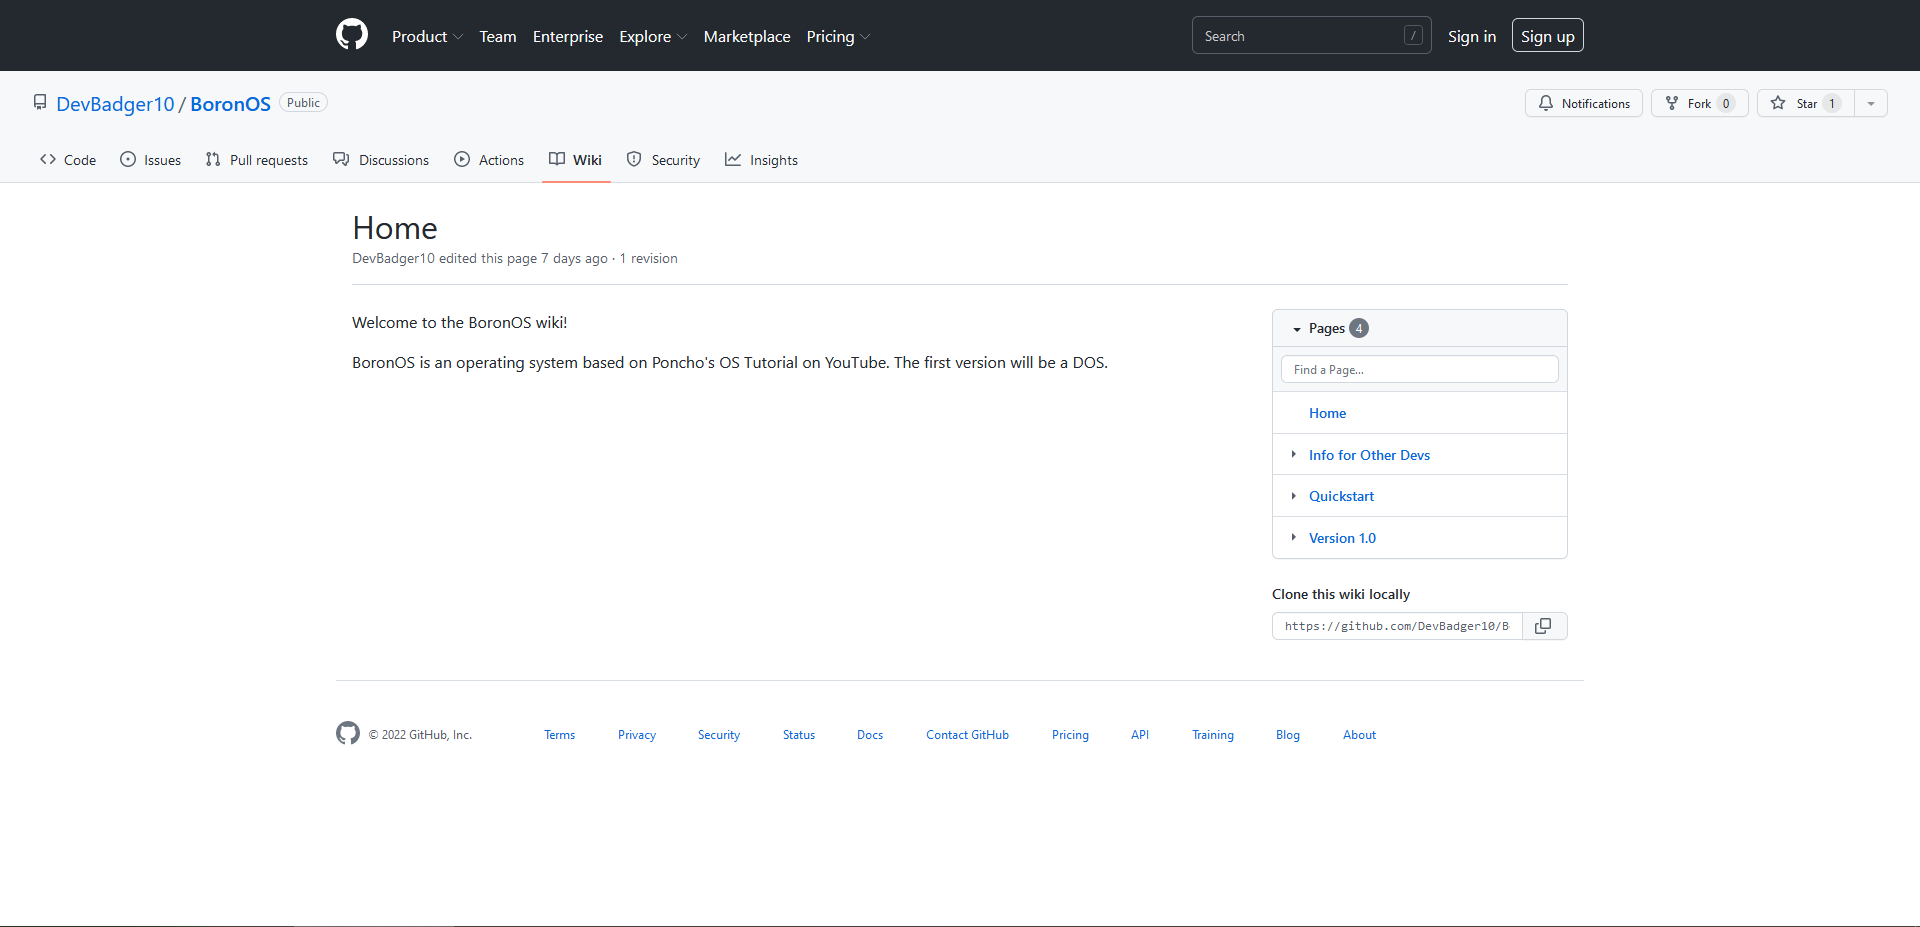 Product Team Enterprise Explore Marketplace Pricing Search / Sign in Sign up
DevBadger10 / BoronOS Public Notifications Fork 0 Star 1
Code Issues Pull requests Discussions Actions Wiki Security Insights
Home
DevBadger10 edited this page 7 days ago · 1 revision
Welcome to the BoronOS wiki!
BoronOS is an operating system based on Poncho's OS Tutorial on YouTube. The first version will be a DOS.
Pages 4
Find a Page...
Home
Info for Other Devs
Quickstart
Version 1.0
Clone this wiki locally
https://github.com/DevBadger10/B
© 2022 GitHub, Inc. Terms Privacy Security Status Docs Contact GitHub Pricing API Training Blog About